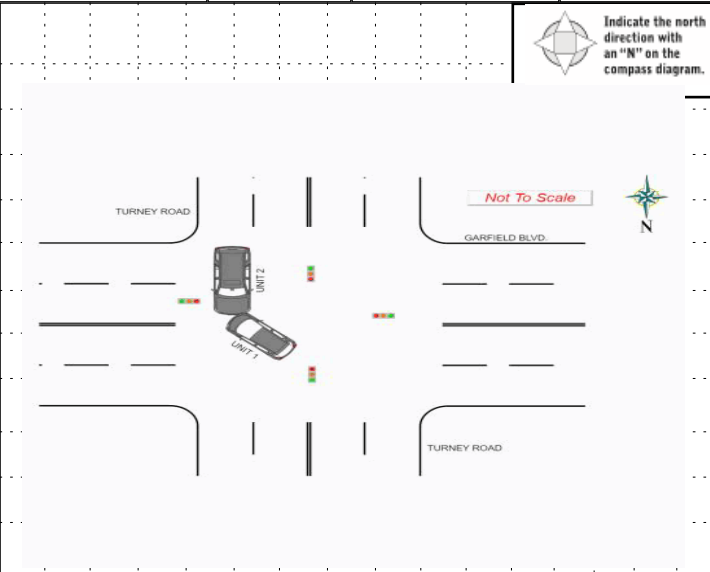 Indicate the north
direction with
an “N” on the
compass diagram.
Not To Scale
N
TURNEY ROAD
GARFIELD BLVD.
UNIT 2
UNIT 1
TURNEY ROAD